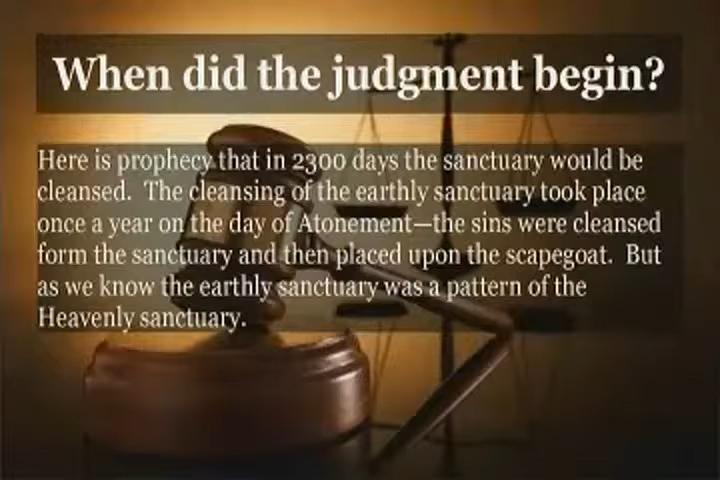 When did the judgment begin?
Here is prophecy that in 2300 days the sanctuary would be
cleansed.  The cleansing of the earthly sanctuary took place
once a year on the day of Atonement—the sins were cleansed
form the sanctuary and then placed upon the scapegoat.  But
as we know the earthly sanctuary was a pattern of the
Heavenly sanctuary.